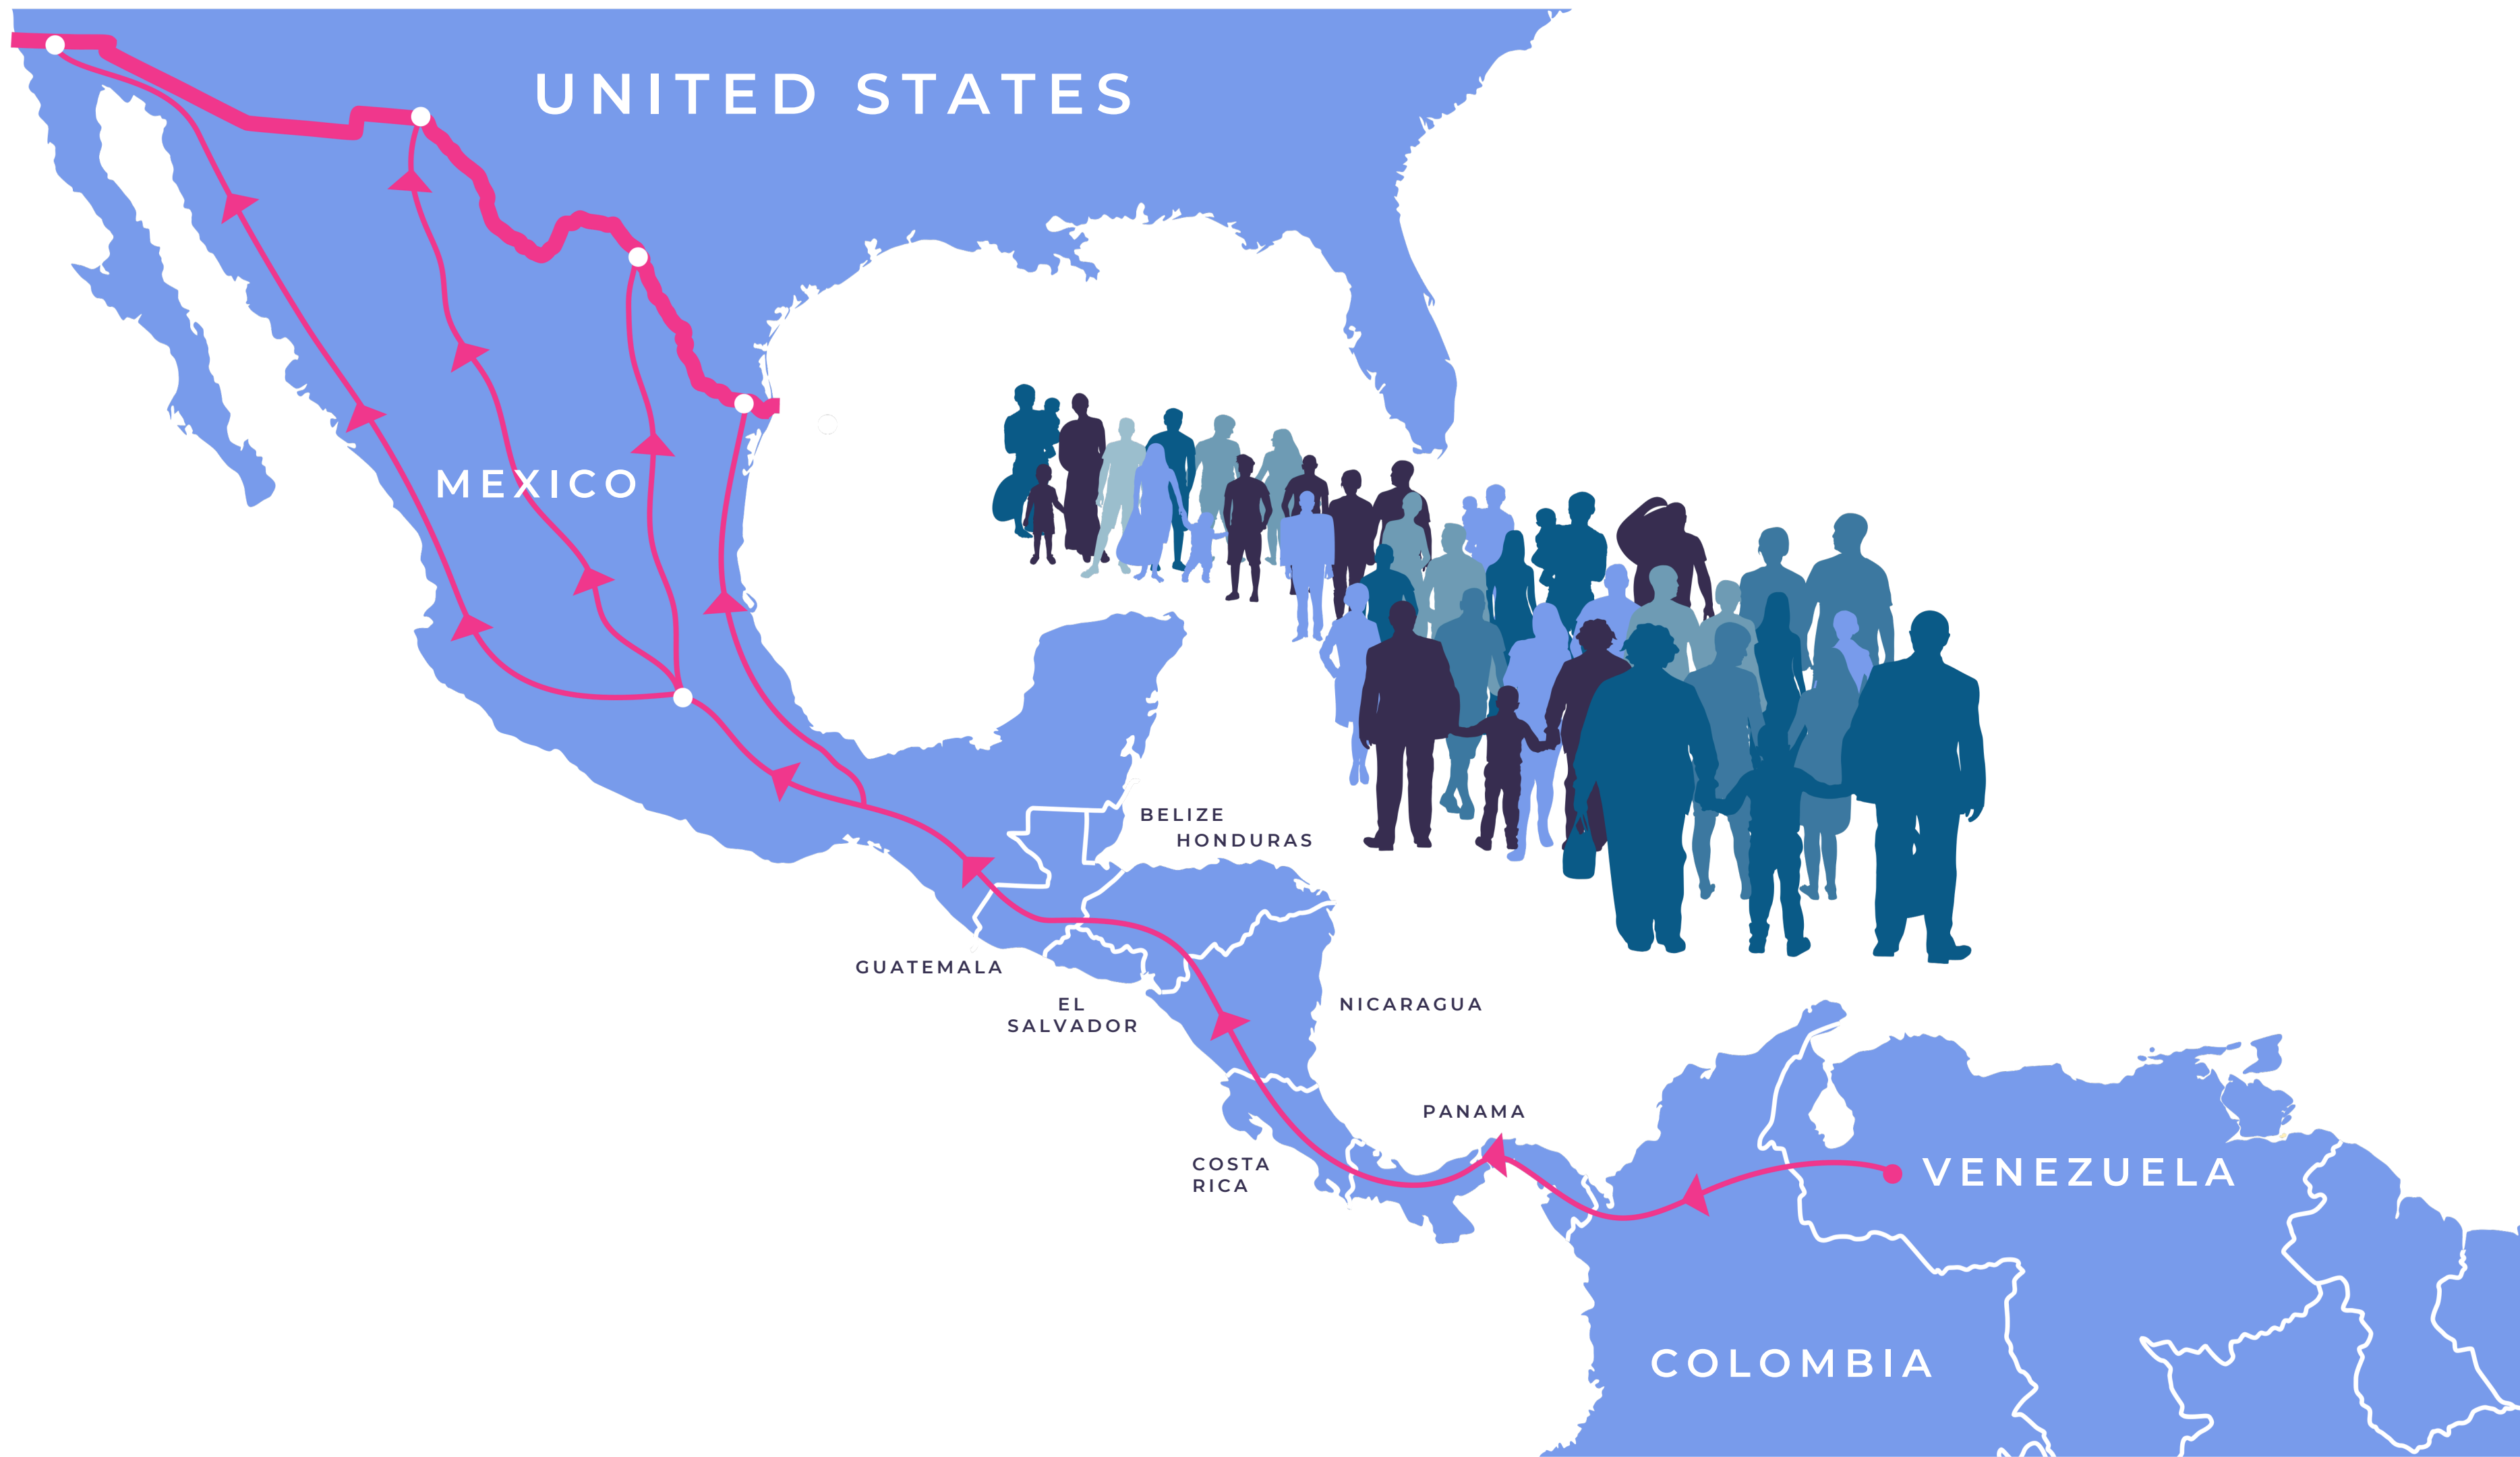 UNITED STATES
MEXICO
BELIZE
HONDURAS
GUATEMALA
EL
SALVADOR
NICARAGUA
PANAMA
COSTA
RICA
VENEZUELA
COLOMBIA